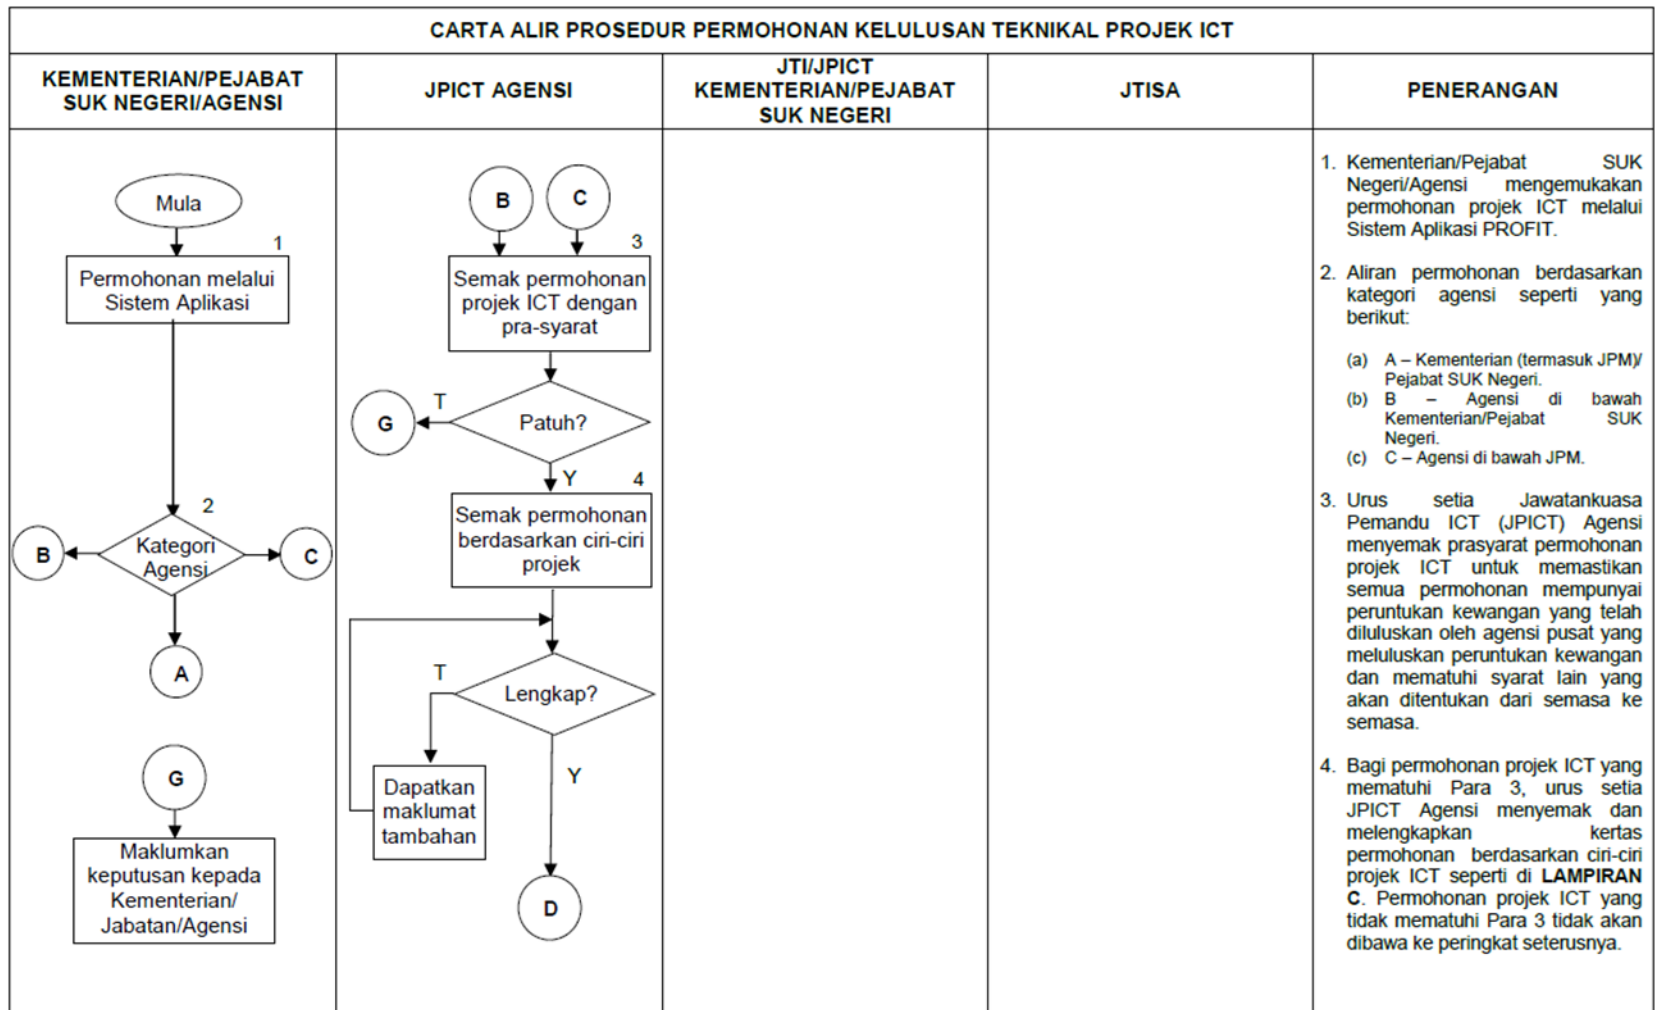 CARTA ALIR PROSEDUR PERMOHONAN KELULUSAN TEKNIKAL PROJEK ICT
KEMENTERIAN/PEJABAT
SUK NEGERI/AGENSI
JPICT AGENSI
JTI/JPICT
KEMENTERIAN/PEJABAT
SUK NEGERI
JTISA
PENERANGAN
Mula
1
Permohonan melalui
Sistem Aplikasi
2
Kategori
Agensi
B
C
A
G
Maklumkan
keputusan kepada
Kementerian/
Jabatan/Agensi
B
C
3
Semak permohonan
projek ICT dengan
pra-syarat
T
G
Patuh?
Y
4
Semak permohonan
berdasarkan ciri-ciri
projek
T
Lengkap?
Y
Dapatkan
maklumat
tambahan
D
1. Kementerian/Pejabat SUK
Negeri/Agensi mengemukakan
permohonan projek ICT melalui
Sistem Aplikasi PROFIT.
2. Aliran permohonan berdasarkan
kategori agensi seperti yang
berikut:
(a) A – Kementerian (termasuk JPM)/
Pejabat SUK Negeri.
(b) B – Agensi di bawah
Kementerian/Pejabat SUK
Negeri.
(c) C – Agensi di bawah JPM.
3. Urus setia Jawatankuasa
Pemandu ICT (JPICT) Agensi
menyemak prasyarat permohonan
projek ICT untuk memastikan
semua permohonan mempunyai
peruntukan kewangan yang telah
diluluskan oleh agensi pusat yang
meluluskan peruntukan kewangan
dan mematuhi syarat lain yang
akan ditentukan dari semasa ke
semasa.
4. Bagi permohonan projek ICT yang
mematuhi Para 3, urus setia
JPICT Agensi menyemak dan
melengkapkan kertas
permohonan berdasarkan ciri-ciri
projek ICT seperti di LAMPIRAN
C. Permohonan projek ICT yang
tidak mematuhi Para 3 tidak akan
dibawa ke peringkat seterusnya.